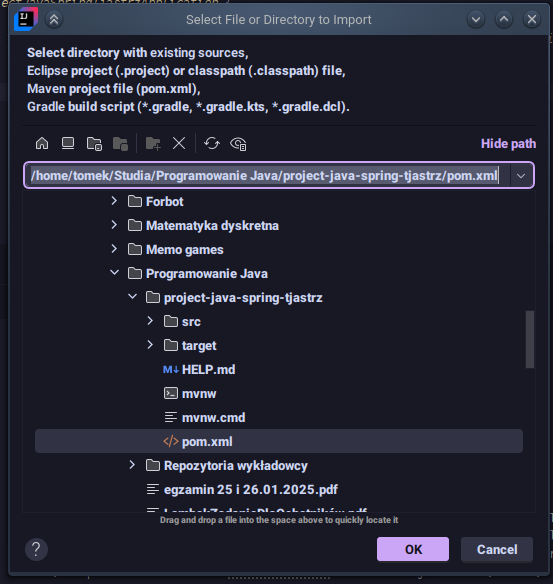 Select File or Directory to Import
Select directory with existing sources,
Eclipse project (.project) or classpath (.classpath) file,
Maven project file (pom.xml),
Gradle build script (*.gradle, *.gradle.kts, *.gradle.dcl).
Hide path
/home/tomek/Studia/Programowanie Java/project-java-spring-tjastrz/pom.xml
Forbot
Matematyka dyskretna
Memo games
Programowanie Java
project-java-spring-tjastrz
src
target
M↓ HELP.md
mvnw
mvnw.cmd
</> pom.xml
Repozytoria wykładowcy
egzamin 25 i 26.01.2025.pdf
Drag and drop a file into the space above to quickly locate it
? OK Cancel